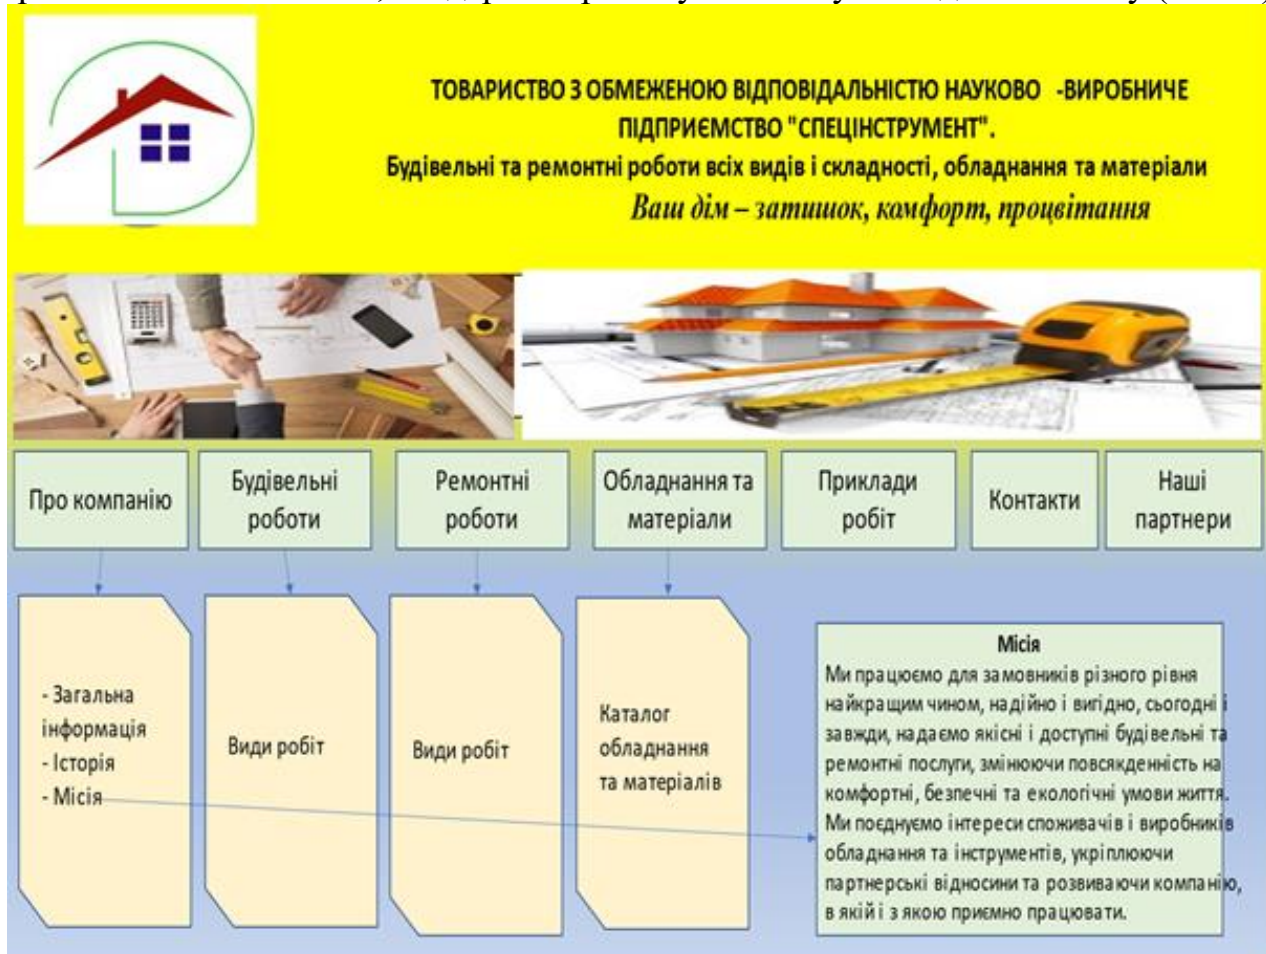 ТОВАРИСТВО З ОБМЕЖЕНОЮ ВІДПОВІДАЛЬНІСТЮ НАУКОВО -ВИРОБНИЧЕ
ПІДПРИЄМСТВО "СПЕЦІНСТРУМЕНТ".
Будівельні та ремонтні роботи всіх видів і складності, обладнання та матеріали
Ваш дім – затишок, комфорт, процвітання
Про компанію
Будівельні
роботи
Ремонтні
роботи
Обладнання та
матеріали
Приклади
робіт
Контакти
Наші
партнери
- Загальна
інформація
- Історія
- Місія
Види робіт
Види робіт
Каталог
обладнання
та матеріалів
Місія
Ми працюємо для замовників різного рівня
найкращим чином, надійно і вигідно, сьогодні і
завжди, надаємо якісні і доступні будівельні та
ремонтні послуги, змінюючи повсякденність на
комфортні, безпечні та екологічні умови життя.
Ми поєднуємо інтереси споживачів і виробників
обладнання та інструментів, укріплюючи
партнерські відносини та розвиваючи компанію,
в якій і з якою приємно працювати.